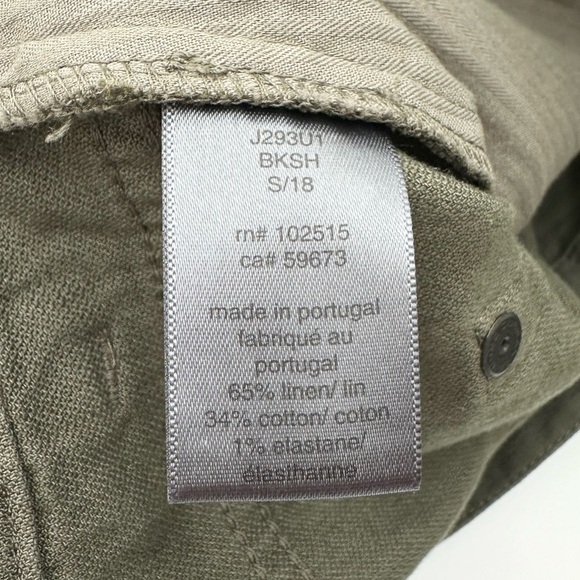 J293U1
BKSH
S/18
rn# 102515
ca# 59673
made in portugal
fabriqué au
portugal
65% linen/ lin
34% cotton/ coton
1% elastane/
élasthanne